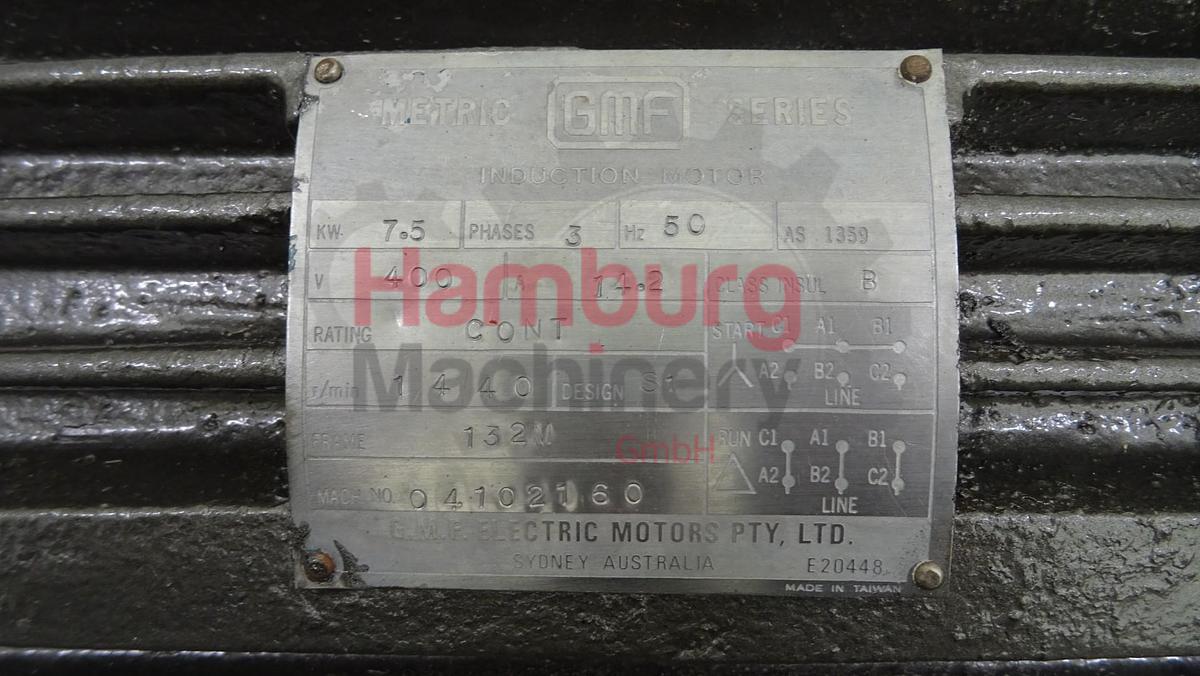 METRIC GMF SERIES
INDUCTION MOTOR
KW. 7.5 PHASES 3 Hz 50 AS 1359
V 400 A 14.2 CLASS INSUL B
RATING CONT START C1 A1 B1
A2 B2 C2
r/min 1440 DESIGN S1 LINE
FRAME 132M RUN C1 A1 B1
A2 B2 C2
MACH NO. 04102160 LINE
G.M.F. ELECTRIC MOTORS PTY, LTD.
SYDNEY AUSTRALIA E20448
MADE IN TAIWAN
Hamburg
Machinery
GmbH